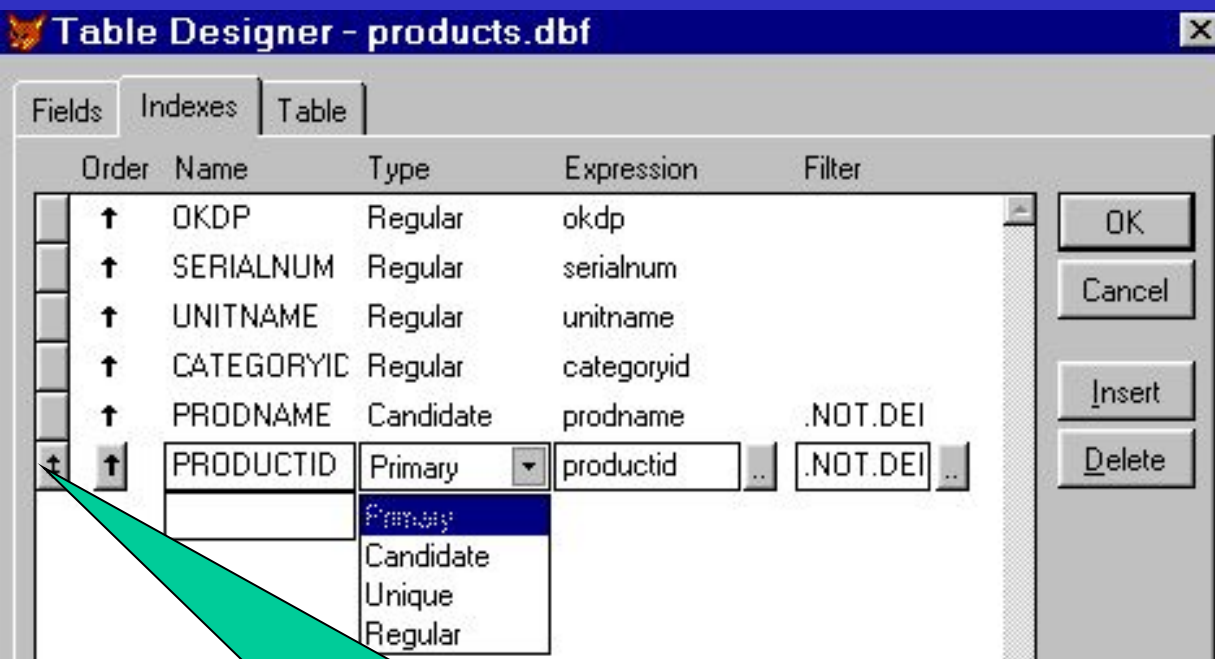 Table Designer - products.dbf
Fields Indexes Table
Order Name Type Expression Filter
OKDP Regular okdp
OK
SERIALNUM Regular serialnum
Cancel
UNITNAME Regular unitname
CATEGORYID Regular categoryid
Insert
PRODNAME Candidate prodname .NOT.DEI
PRODUCTID Primary productid .. .NOT.DEI ..
Delete
Primary
Candidate
Unique
Regular